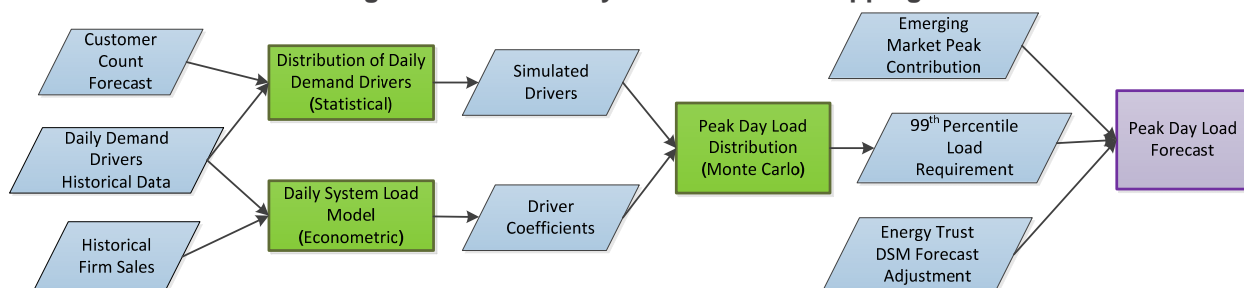 Customer
Count
Forecast
Daily Demand
Drivers
Historical Data
Historical
Firm Sales
Distribution of Daily
Demand Drivers
(Statistical)
Daily System Load
Model
(Econometric)
Simulated
Drivers
Driver
Coefficients
Peak Day Load
Distribution
(Monte Carlo)
Emerging
Market Peak
Contribution
99th Percentile
Load
Requirement
Energy Trust
DSM Forecast
Adjustment
Peak Day Load
Forecast